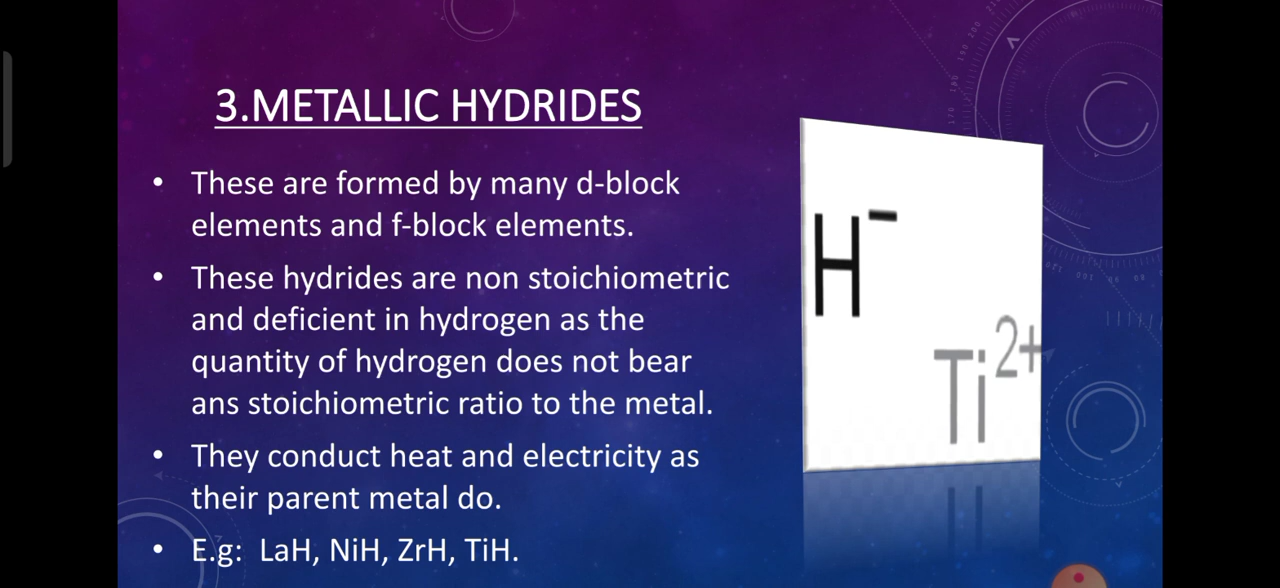 3.METALLIC HYDRIDES
• These are formed by many d-block
elements and f-block elements.
• These hydrides are non stoichiometric
and deficient in hydrogen as the
quantity of hydrogen does not bear
ans stoichiometric ratio to the metal.
• They conduct heat and electricity as
their parent metal do.
• E.g: LaH, NiH, ZrH, TiH.
H⁻
Ti²⁺